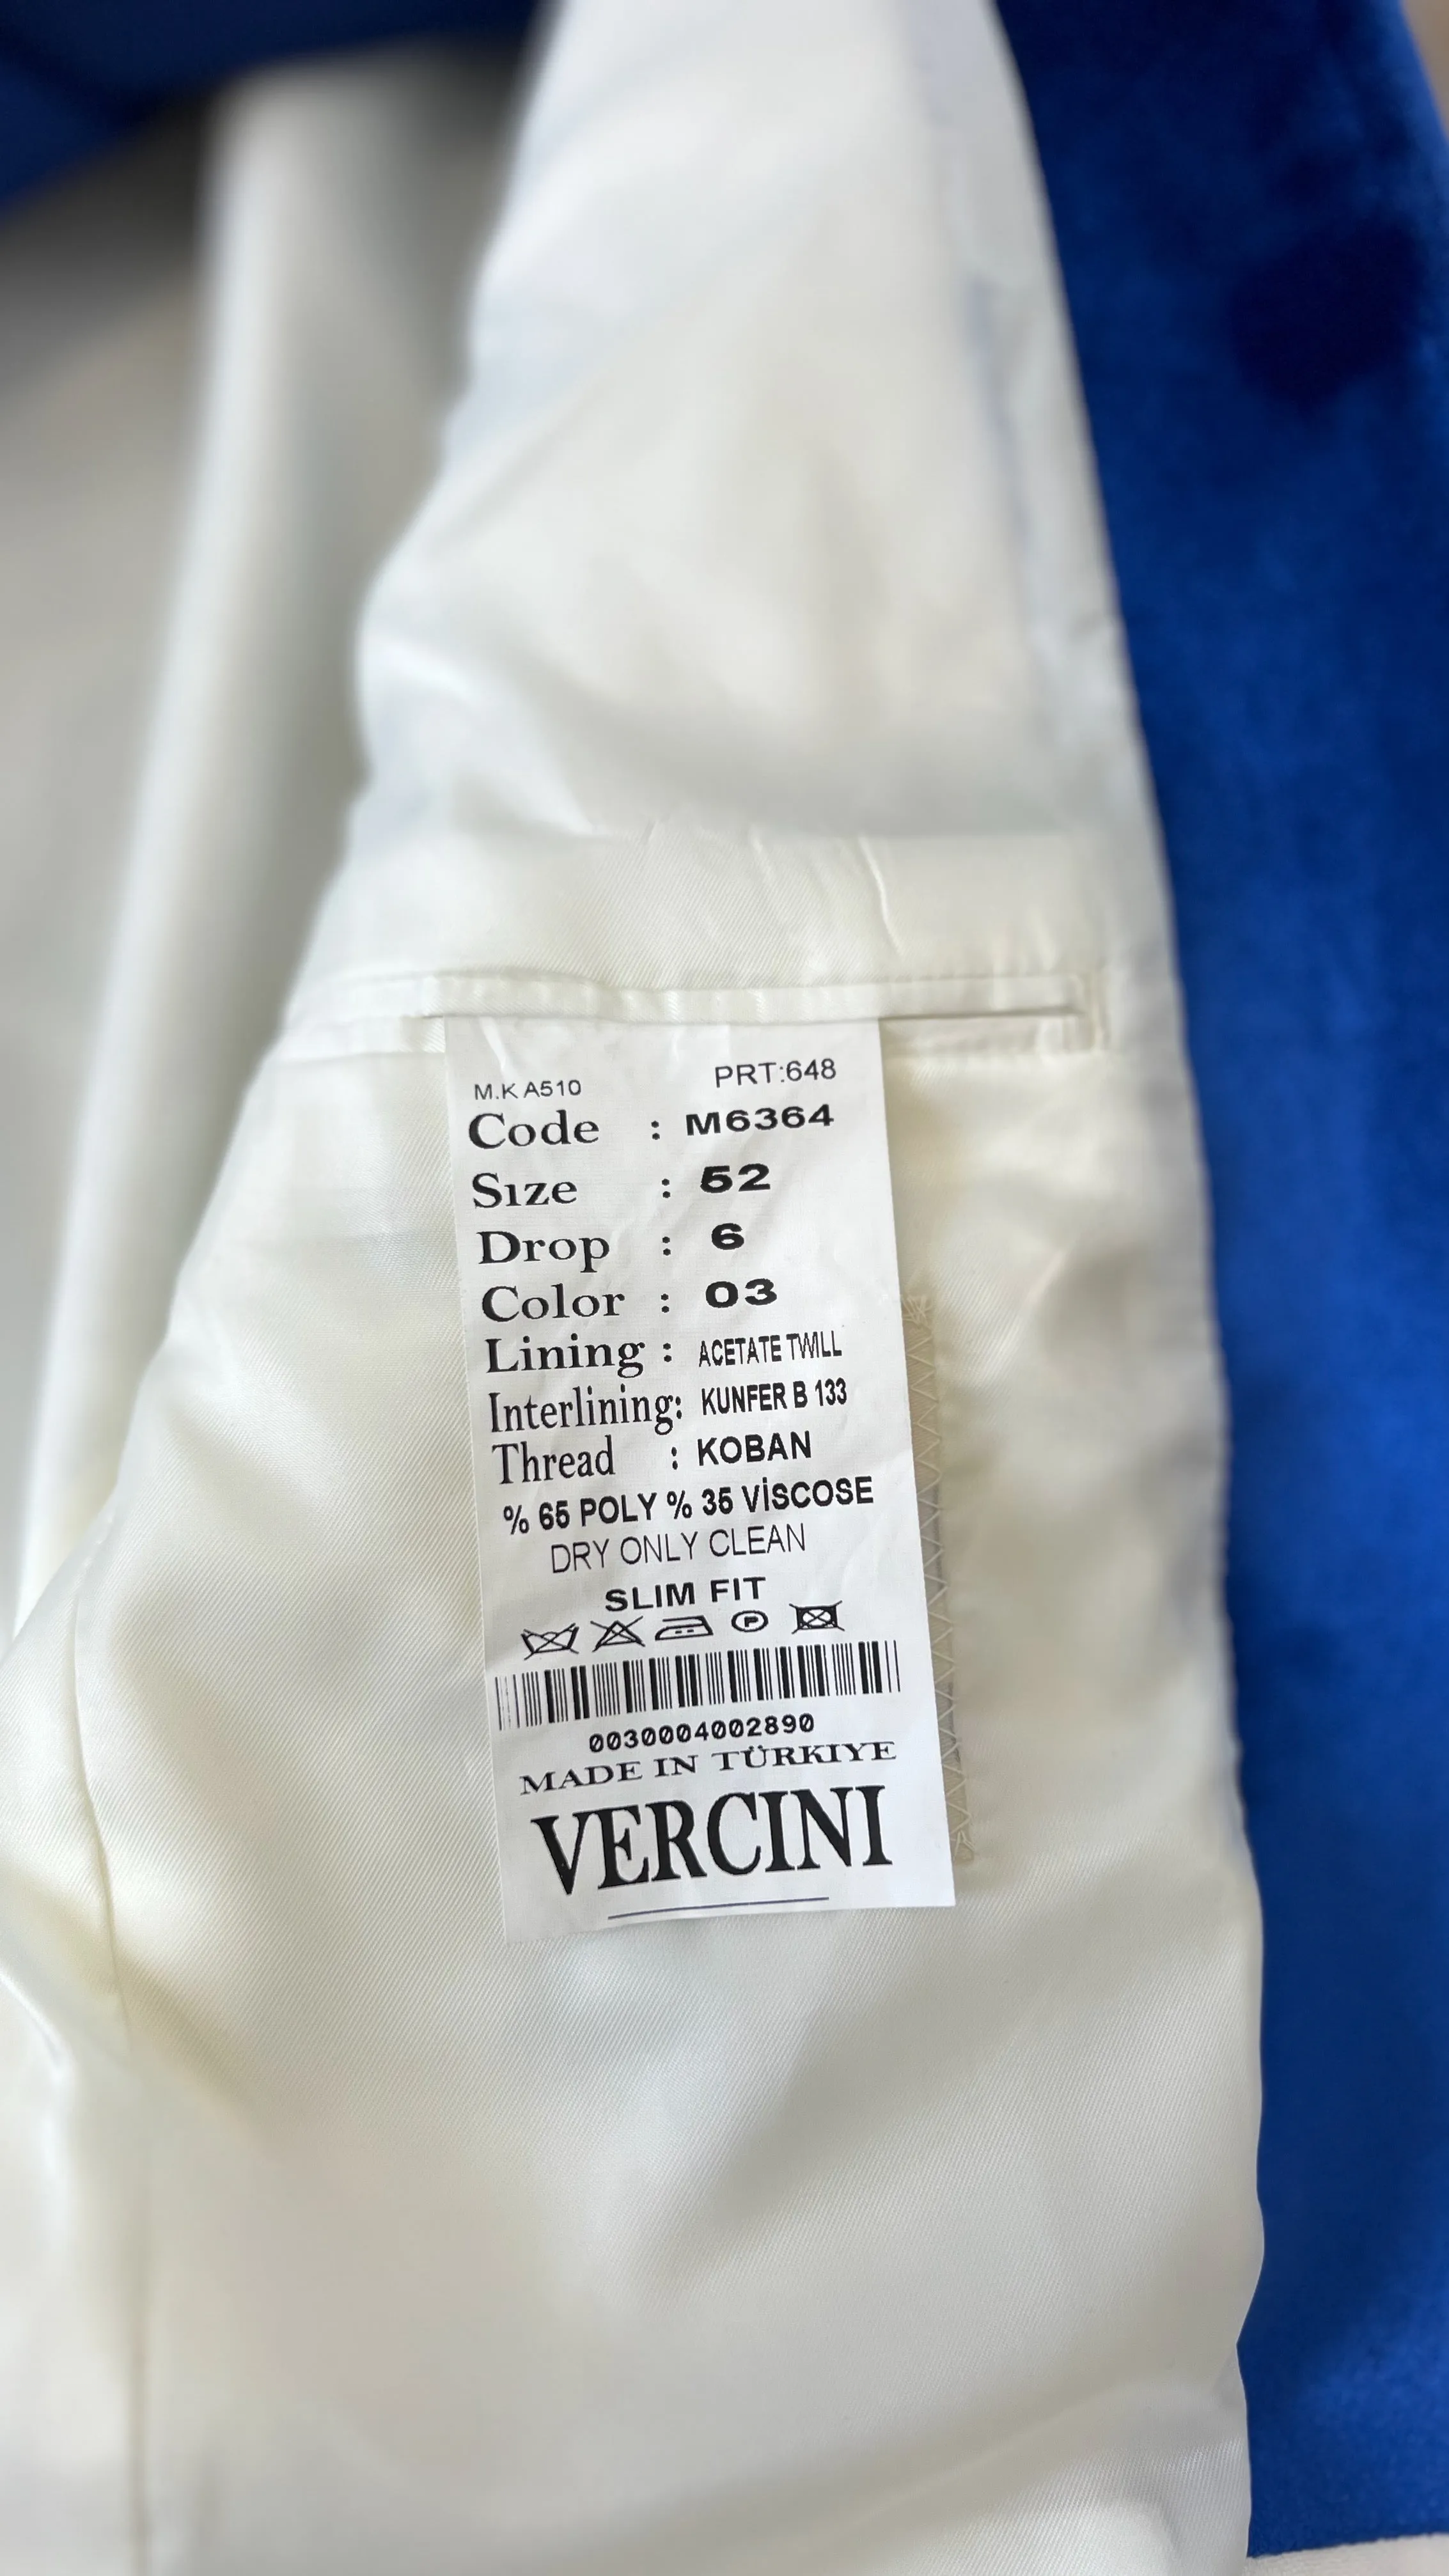 M.K A510 PRT:648
Code : M6364
Sıze : 52
Drop : 6
Color : 03
Lining : ACETATE TWILL
Interlining: KUNFER B 133
Thread : KOBAN
% 65 POLY % 35 VİSCOSE
DRY ONLY CLEAN
SLIM FIT
P
0030004002890
MADE IN TÜRKIYE
VERCINI